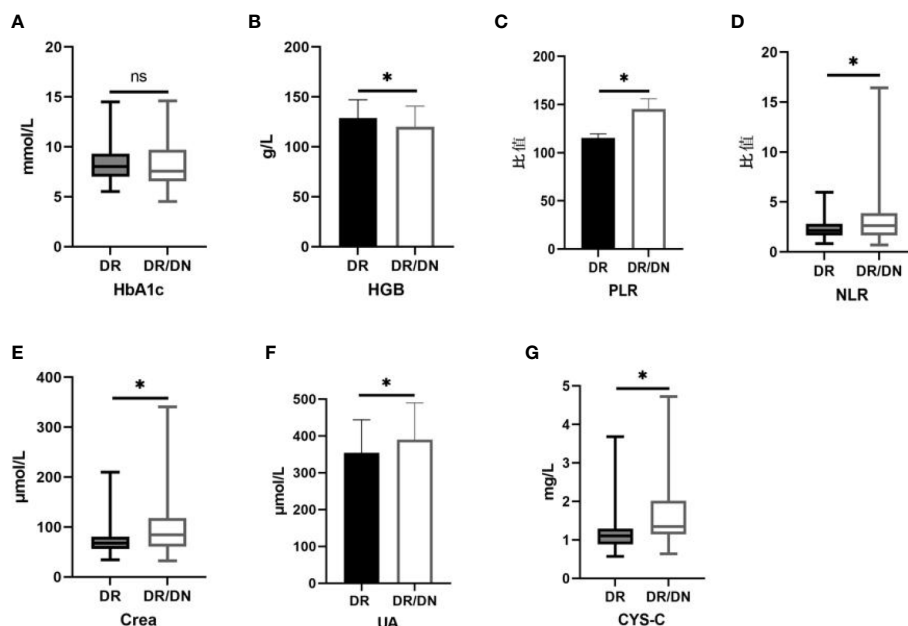 A
20
15
10
5
0
mmol/L
ns
DR
DR/DN
HbA1c
B
200
150
100
50
0
g/L
*
DR
DR/DN
HGB
C
200
150
100
50
0
比值
*
DR
DR/DN
PLR
D
20
15
10
5
0
比值
*
DR
DR/DN
NLR
E
400
300
200
100
0
μmol/L
*
DR
DR/DN
Crea
F
500
400
300
200
100
0
μmol/L
*
DR
DR/DN
UA
G
5
4
3
2
1
0
mg/L
*
DR
DR/DN
CYS-C